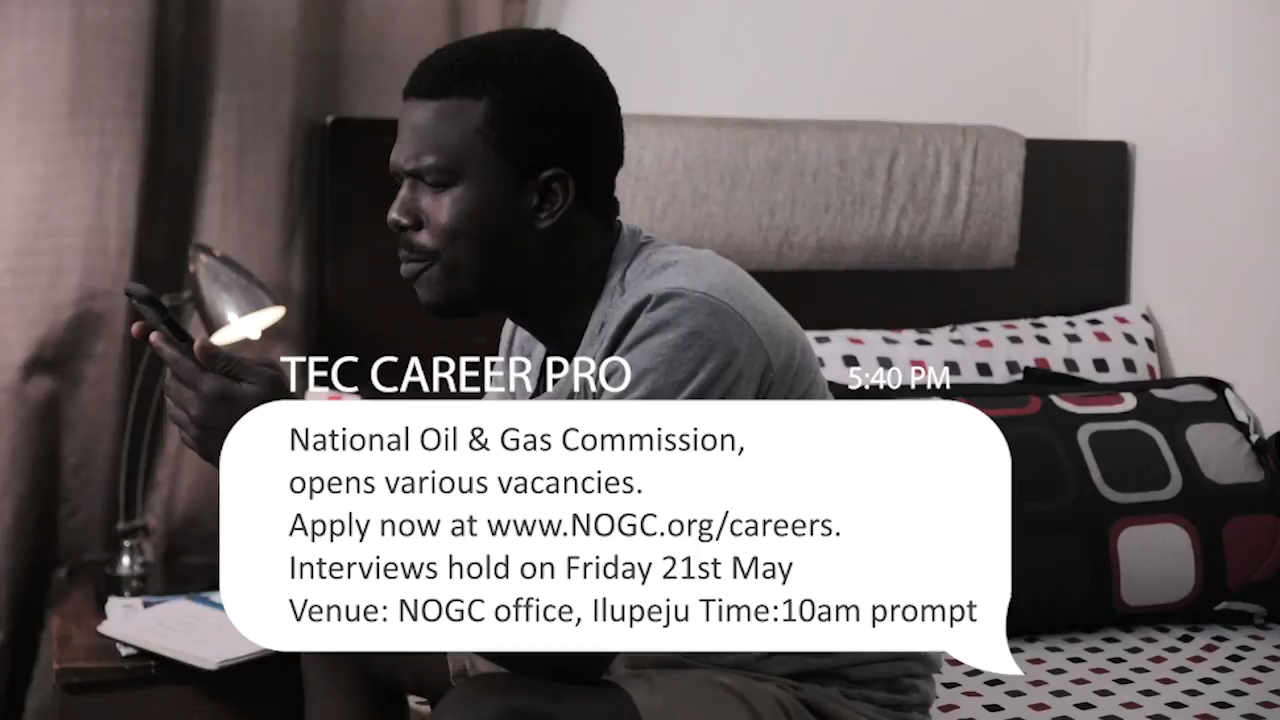 TEC CAREER PRO 5:40 PM
National Oil & Gas Commission,
opens various vacancies.
Apply now at www.NOGC.org/careers.
Interviews hold on Friday 21st May
Venue: NOGC office, Ilupeju Time:10am prompt